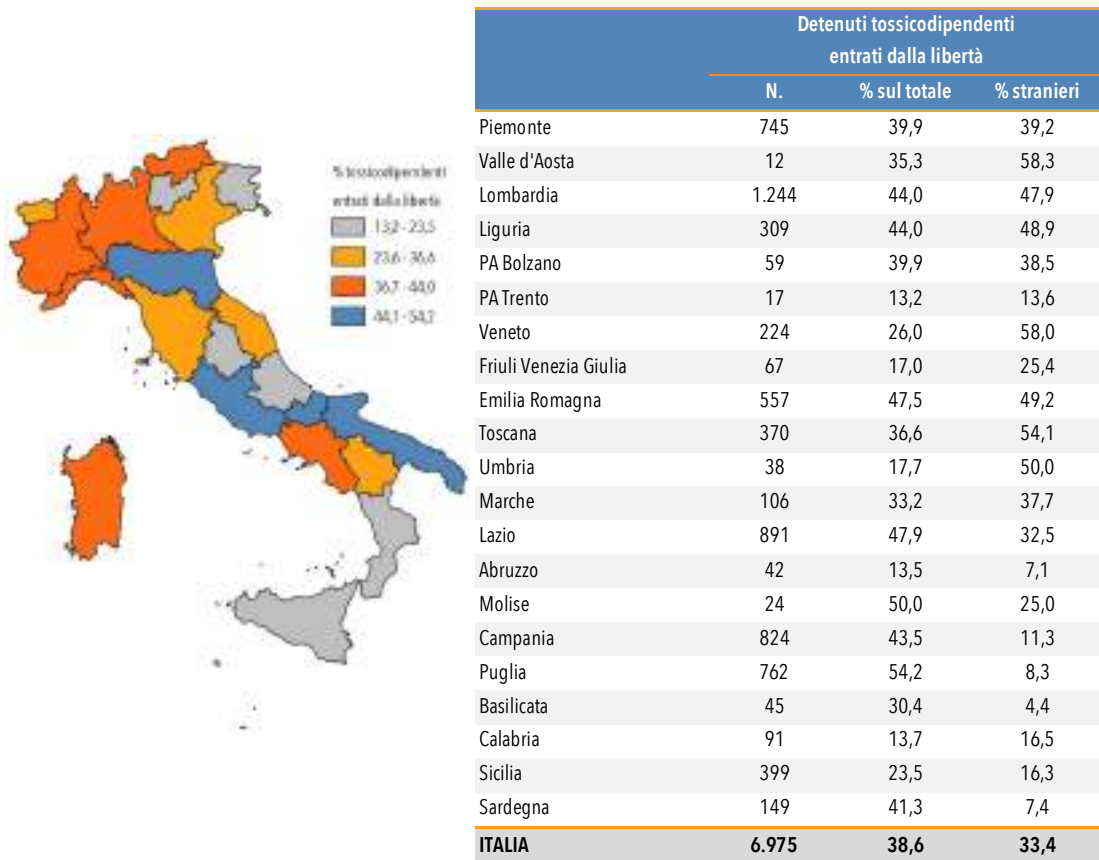 % tossicodipendenti
entrati dalla libertà
13,2 - 23,5
23,6 - 36,6
36,7 - 44,0
44,1 - 54,2
Detenuti tossicodipendenti
entrati dalla libertà
N. % sul totale % stranieri
Piemonte 745 39,9 39,2
Valle d'Aosta 12 35,3 58,3
Lombardia 1.244 44,0 47,9
Liguria 309 44,0 48,9
PA Bolzano 59 39,9 38,5
PA Trento 17 13,2 13,6
Veneto 224 26,0 58,0
Friuli Venezia Giulia 67 17,0 25,4
Emilia Romagna 557 47,5 49,2
Toscana 370 36,6 54,1
Umbria 38 17,7 50,0
Marche 106 33,2 37,7
Lazio 891 47,9 32,5
Abruzzo 42 13,5 7,1
Molise 24 50,0 25,0
Campania 824 43,5 11,3
Puglia 762 54,2 8,3
Basilicata 45 30,4 4,4
Calabria 91 13,7 16,5
Sicilia 399 23,5 16,3
Sardegna 149 41,3 7,4
ITALIA 6.975 38,6 33,4